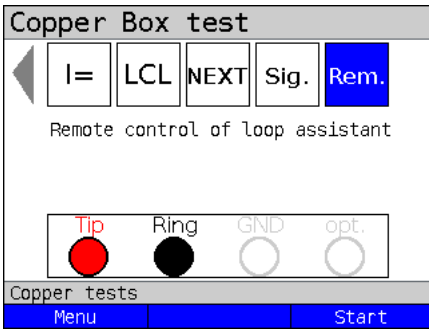 Copper Box test
I= LCL NEXT Sig. Rem.
Remote control of loop assistant
Tip Ring GND opt.
Copper tests
Menu Start